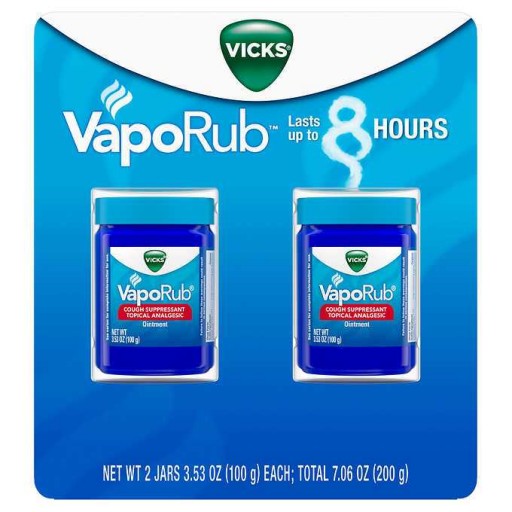 VICKS®
VapoRub™
Lasts
up to
8 HOURS
VICKS
VapoRub®
COUGH SUPPRESSANT
TOPICAL ANALGESIC
Ointment
NET WT
3.53 OZ (100 g)
VICKS
VapoRub®
COUGH SUPPRESSANT
TOPICAL ANALGESIC
Ointment
NET WT
3.53 OZ (100 g)
NET WT 2 JARS 3.53 OZ (100 g) EACH; TOTAL 7.06 OZ (200 g)